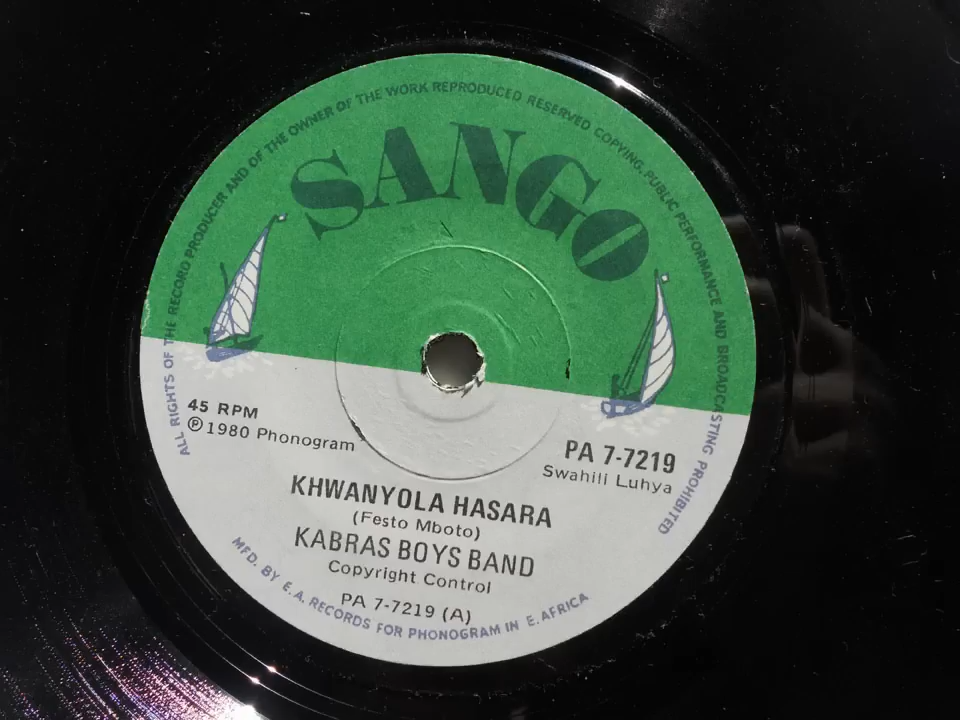 ALL RIGHTS OF THE RECORD PRODUCER AND OF THE OWNER OF THE WORK REPRODUCED RESERVED COPYING, PUBLIC PERFORMANCE AND BROADCASTING PROHIBITED
SANGO
45 RPM
Ⓟ 1980 Phonogram
PA 7-7219
Swahili Luhya
KHWANYOLA HASARA
(Festo Mboto)
KABRAS BOYS BAND
Copyright Control
PA 7-7219 (A)
MFD. BY E.A. RECORDS FOR PHONOGRAM IN E. AFRICA